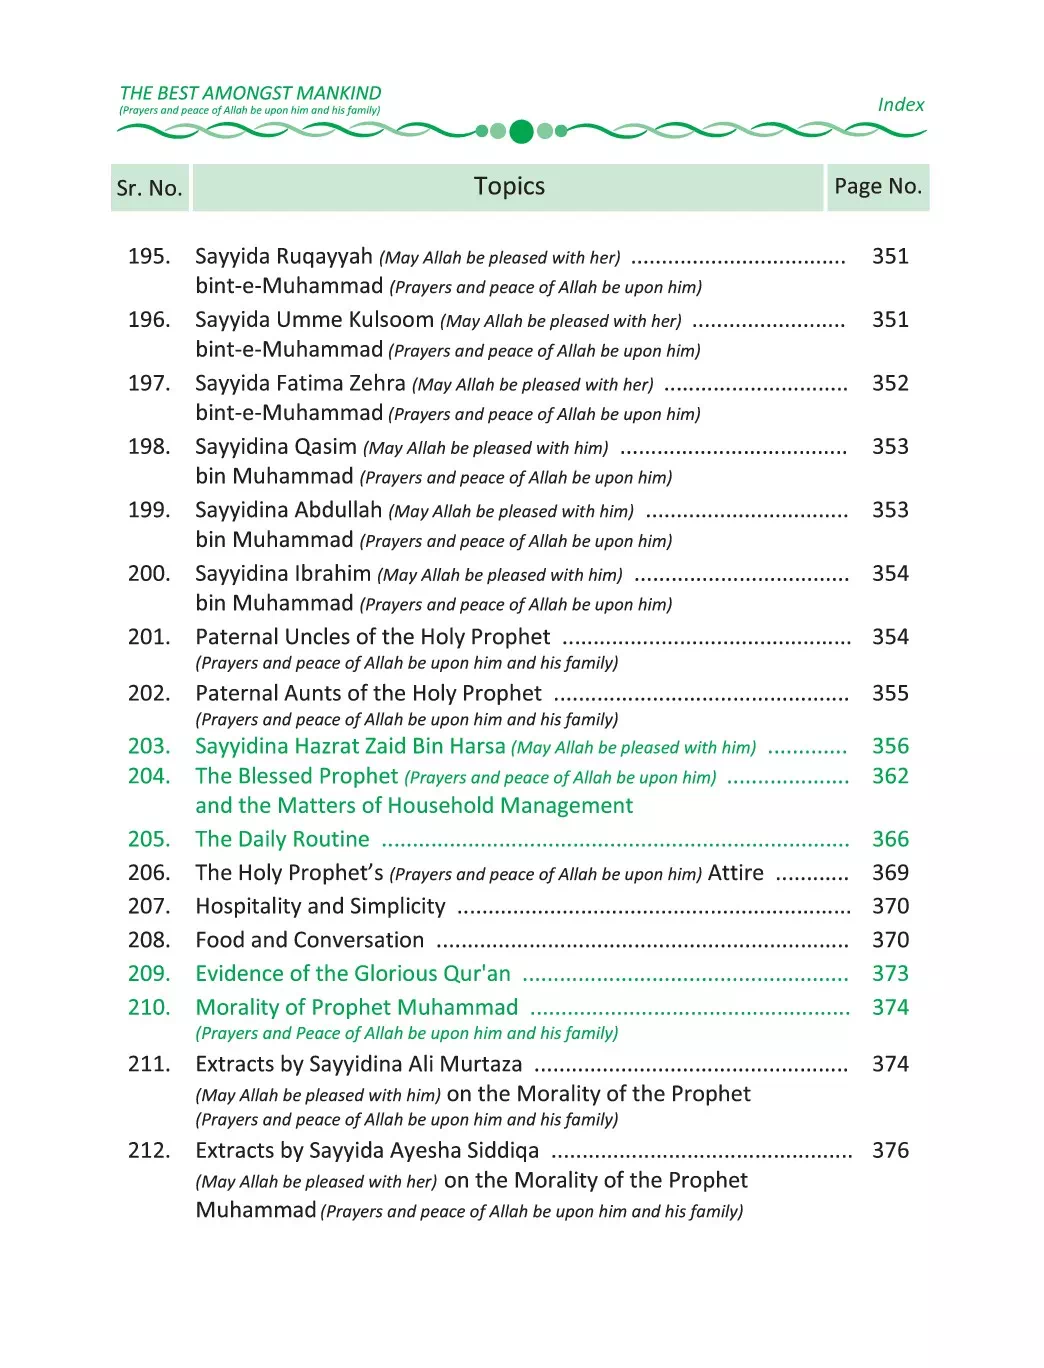 THE BEST AMONGST MANKIND
(Prayers and peace of Allah be upon him and his family)
Index
Sr. No. Topics Page No.
195. Sayyida Ruqayyah (May Allah be pleased with her) ................................... 351
bint-e-Muhammad (Prayers and peace of Allah be upon him)
196. Sayyida Umme Kulsoom (May Allah be pleased with her) ......................... 351
bint-e-Muhammad (Prayers and peace of Allah be upon him)
197. Sayyida Fatima Zehra (May Allah be pleased with her) .............................. 352
bint-e-Muhammad (Prayers and peace of Allah be upon him)
198. Sayyidina Qasim (May Allah be pleased with him) ..................................... 353
bin Muhammad (Prayers and peace of Allah be upon him)
199. Sayyidina Abdullah (May Allah be pleased with him) ................................. 353
bin Muhammad (Prayers and peace of Allah be upon him)
200. Sayyidina Ibrahim (May Allah be pleased with him) ................................... 354
bin Muhammad (Prayers and peace of Allah be upon him)
201. Paternal Uncles of the Holy Prophet ............................................... 354
(Prayers and peace of Allah be upon him and his family)
202. Paternal Aunts of the Holy Prophet ................................................ 355
(Prayers and peace of Allah be upon him and his family)
203. Sayyidina Hazrat Zaid Bin Harsa (May Allah be pleased with him) ............. 356
204. The Blessed Prophet (Prayers and peace of Allah be upon him) .................... 362
and the Matters of Household Management
205. The Daily Routine ............................................................................ 366
206. The Holy Prophet’s (Prayers and peace of Allah be upon him) Attire ............ 369
207. Hospitality and Simplicity ................................................................ 370
208. Food and Conversation ................................................................... 370
209. Evidence of the Glorious Qur'an ..................................................... 373
210. Morality of Prophet Muhammad .................................................... 374
(Prayers and Peace of Allah be upon him and his family)
211. Extracts by Sayyidina Ali Murtaza ................................................... 374
(May Allah be pleased with him) on the Morality of the Prophet
(Prayers and peace of Allah be upon him and his family)
212. Extracts by Sayyida Ayesha Siddiqa ................................................. 376
(May Allah be pleased with her) on the Morality of the Prophet
Muhammad (Prayers and peace of Allah be upon him and his family)